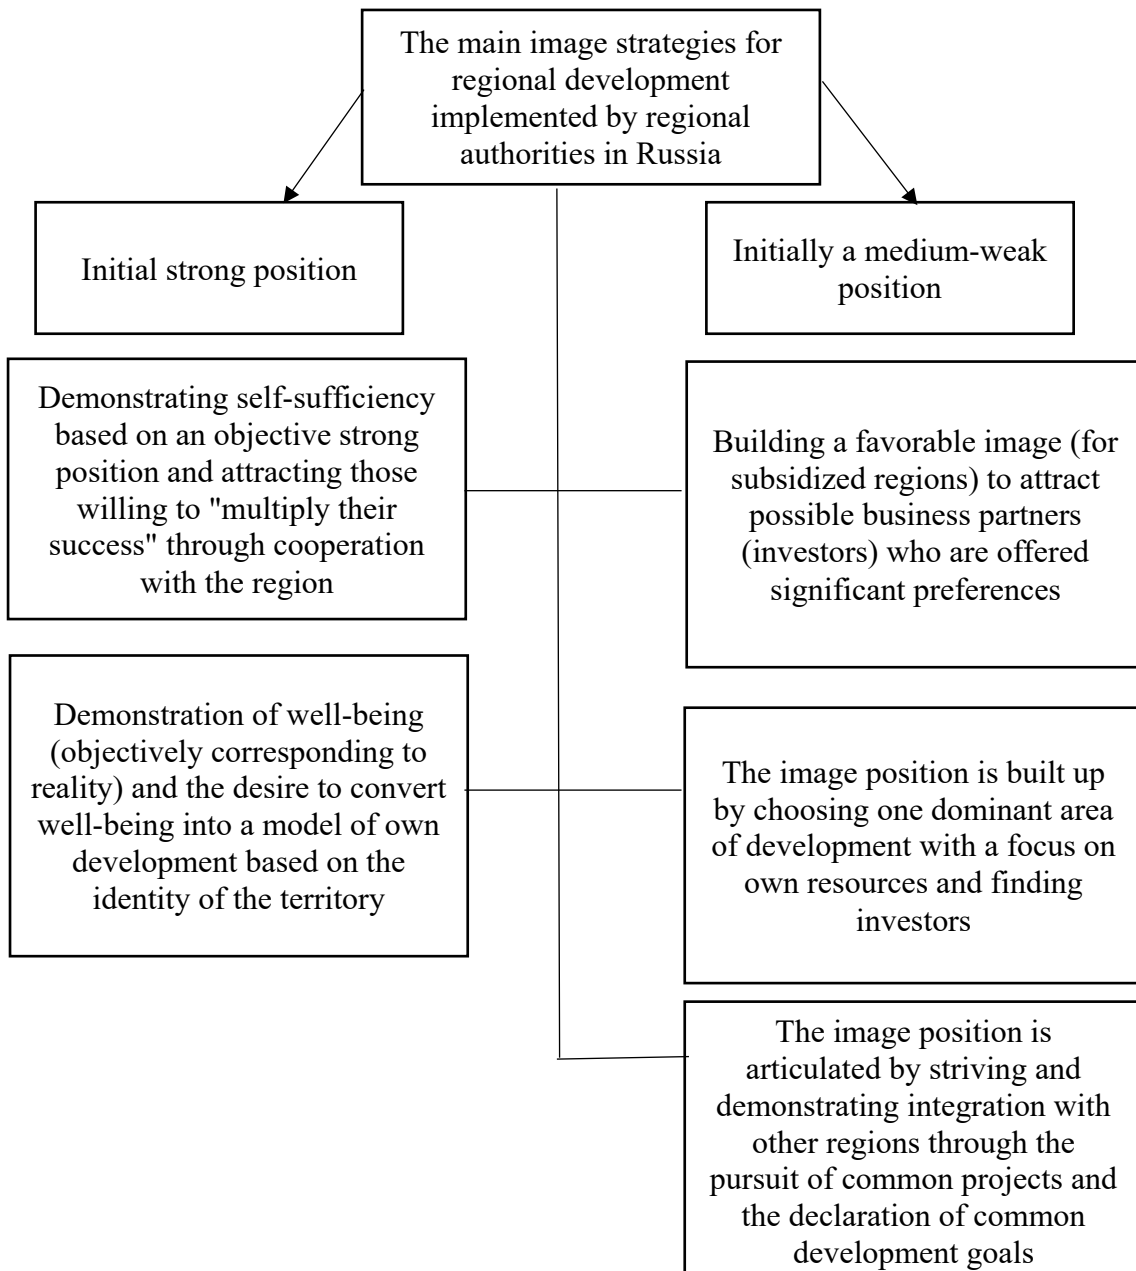 The main image strategies for
regional development
implemented by regional
authorities in Russia
Initial strong position
Initially a medium-weak
position
Demonstrating self-sufficiency
based on an objective strong
position and attracting those
willing to "multiply their
success" through cooperation
with the region
Building a favorable image (for
subsidized regions) to attract
possible business partners
(investors) who are offered
significant preferences
Demonstration of well-being
(objectively corresponding to
reality) and the desire to convert
well-being into a model of own
development based on the
identity of the territory
The image position is built up
by choosing one dominant area
of development with a focus on
own resources and finding
investors
The image position is
articulated by striving and
demonstrating integration with
other regions through the
pursuit of common projects and
the declaration of common
development goals